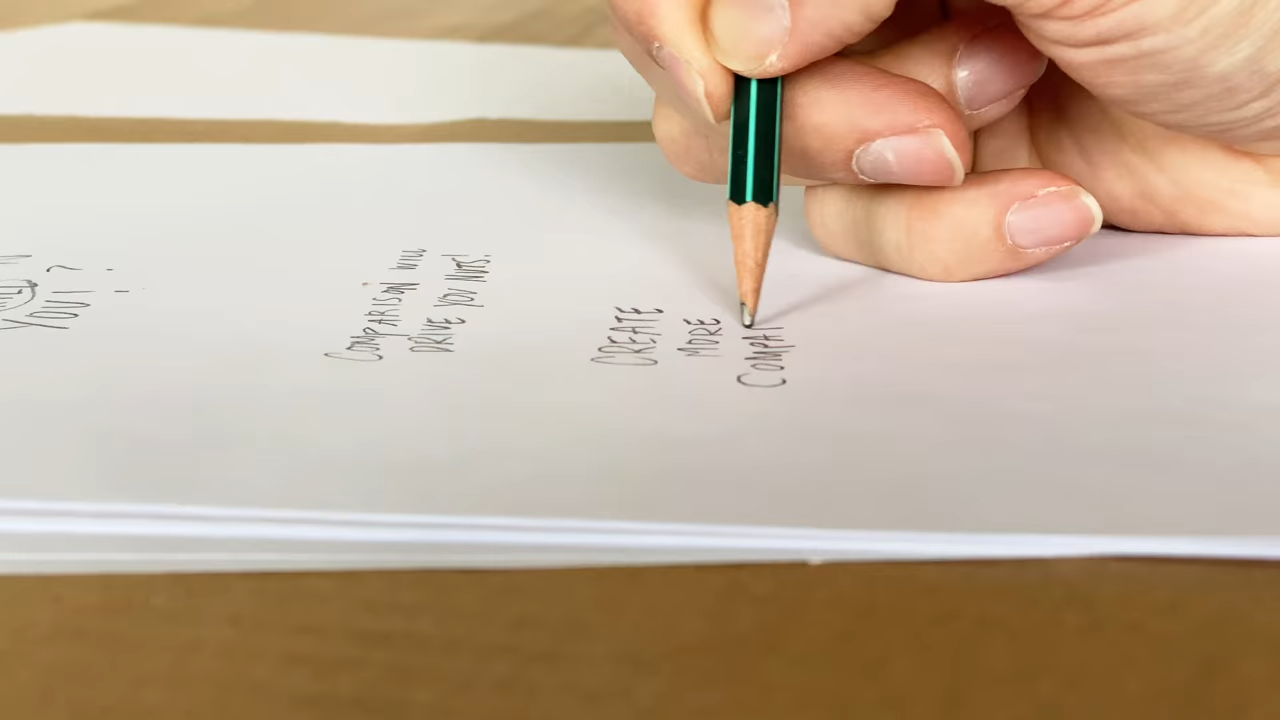 YOU!?
COMPARISON WILL
DRIVE YOU NUTS!
CREATE
MORE
COMPA